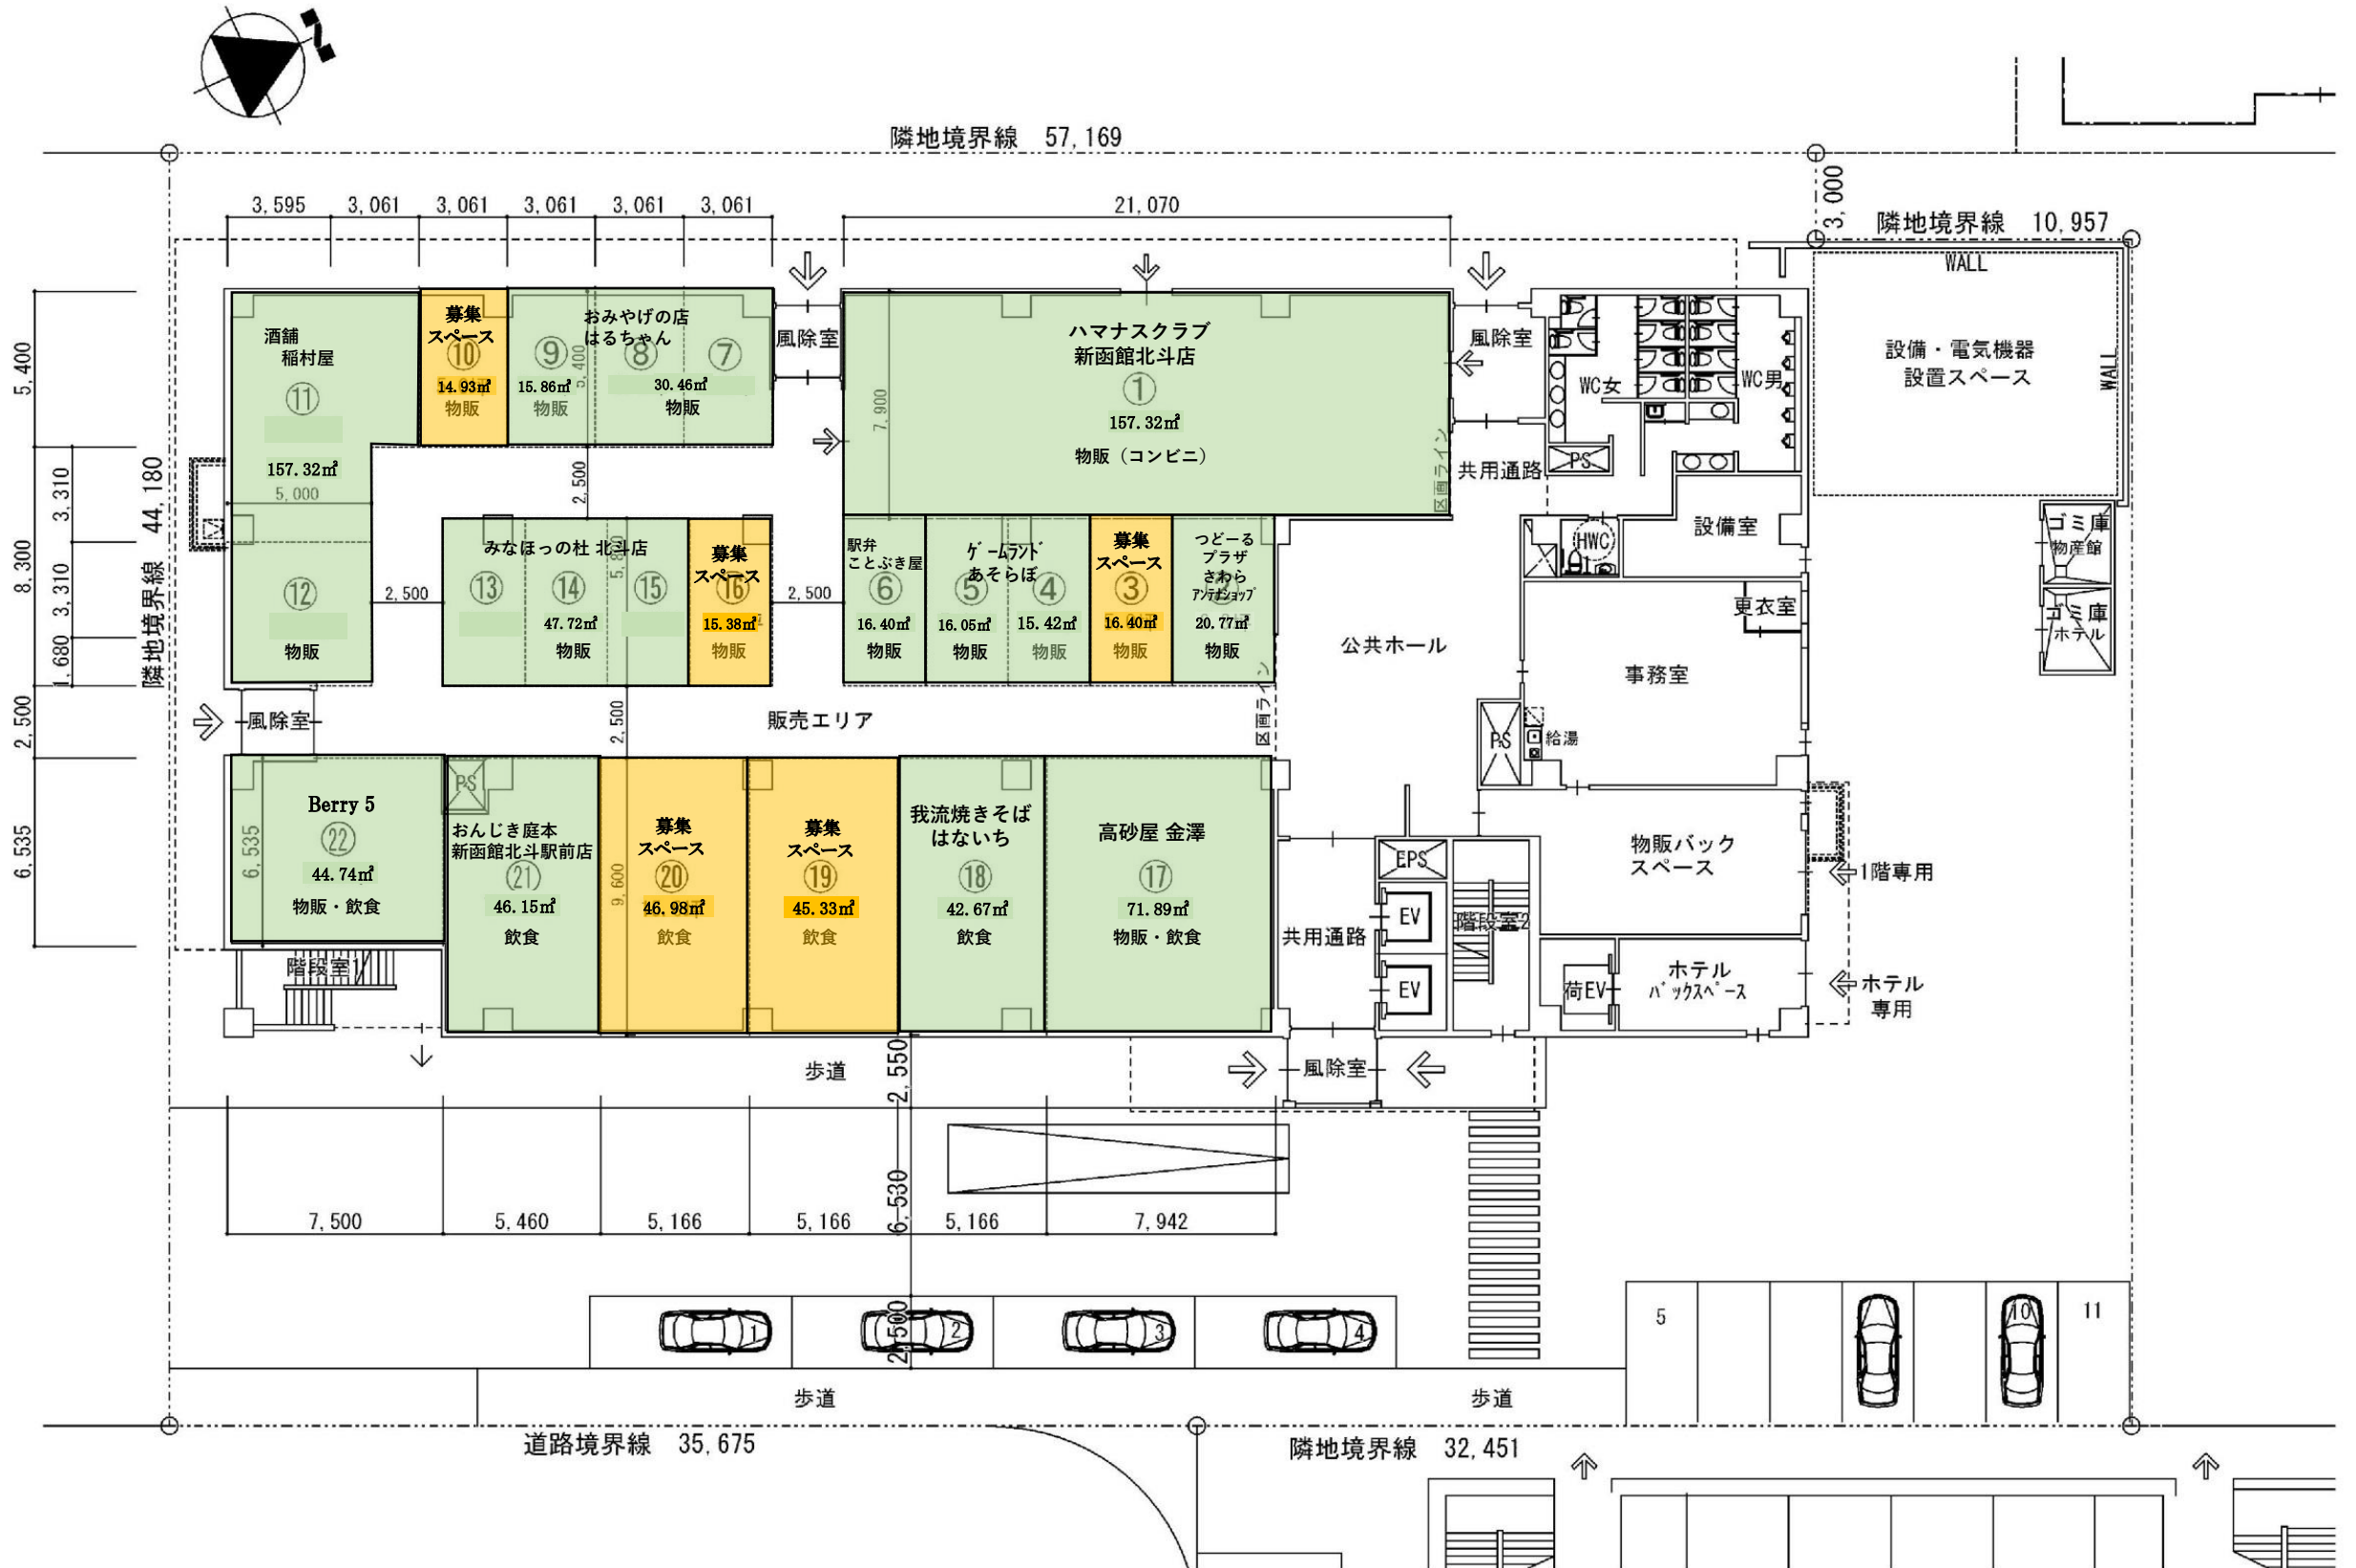 隣地境界線 57,169
3,000
隣地境界線 10,957
3,595
3,061
3,061
3,061
3,061
3,061
21,070
WALL
WALL
設備・電気機器
設置スペース
5,400
8,300
2,500
6,535
3,310
3,310
1,680
隣地境界線 44,180
酒舗
稲村屋
⑪
157.32㎡
5,000
⑫
物販
募集
スペース
⑩
14.93㎡
物販
おみやげの店
はるちゃん
⑨
⑧
⑦
15.86㎡
30.46㎡
物販
物販
5,400
風除室
ハマナスクラブ
新函館北斗店
①
157.32㎡
物販（コンビニ）
7,900
区画ライン
風除室
共用通路
WC女
WC男
PS
2,500
みなほっの杜 北斗店
⑬
⑭
⑮
47.72㎡
物販
2,500
募集
スペース
⑯
15.38㎡
物販
2,500
駅弁
ことぶき屋
⑥
16.40㎡
物販
ｹﾞｰﾑﾗﾝﾄﾞ
あそらぼ
⑤
④
16.05㎡
15.42㎡
物販
物販
募集
スペース
③
16.40㎡
物販
つどーる
プラザ
さわら
ｱﾝﾃﾅｼｮｯﾌﾟ
②
20.77㎡
物販
HWC
設備室
更衣室
事務室
公共ホール
ゴミ庫
物産館
ゴミ庫
ホテル
風除室
2,500
販売エリア
区画ライン
PS
給湯
Berry 5
㉒
44.74㎡
物販・飲食
6,535
PS
おんじき庭本
新函館北斗駅前店
㉑
46.15㎡
飲食
募集
スペース
⑳
46.98㎡
飲食
9,600
募集
スペース
⑲
45.33㎡
飲食
我流焼きそば
はないち
⑱
42.67㎡
飲食
高砂屋 金澤
⑰
71.89㎡
物販・飲食
共用通路
EPS
EV
EV
階段室2
物販バック
スペース
1階専用
荷EV
ホテル
ﾊﾞｯｸｽﾍﾟｰｽ
ホテル
専用
階段室1
歩道
2,550
風除室
6,530
7,500
5,460
5,166
5,166
5,166
7,942
2,500
1
2
3
4
5
10
11
歩道
歩道
道路境界線 35,675
隣地境界線 32,451